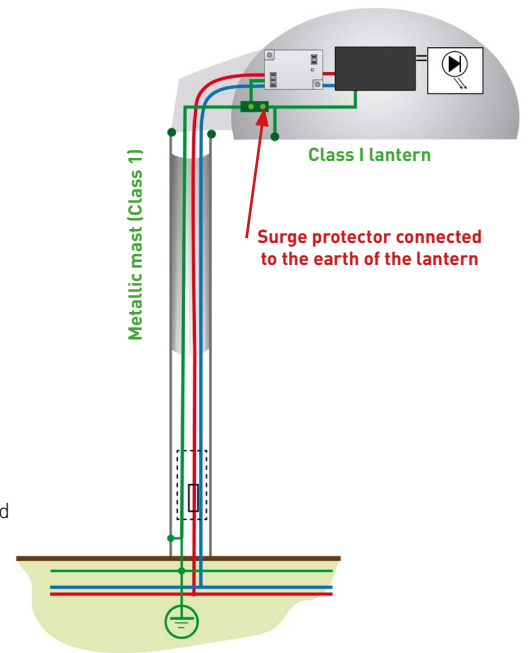 Class I lantern
Metallic mast (Class 1)
Surge protector connected
to the earth of the lantern
d